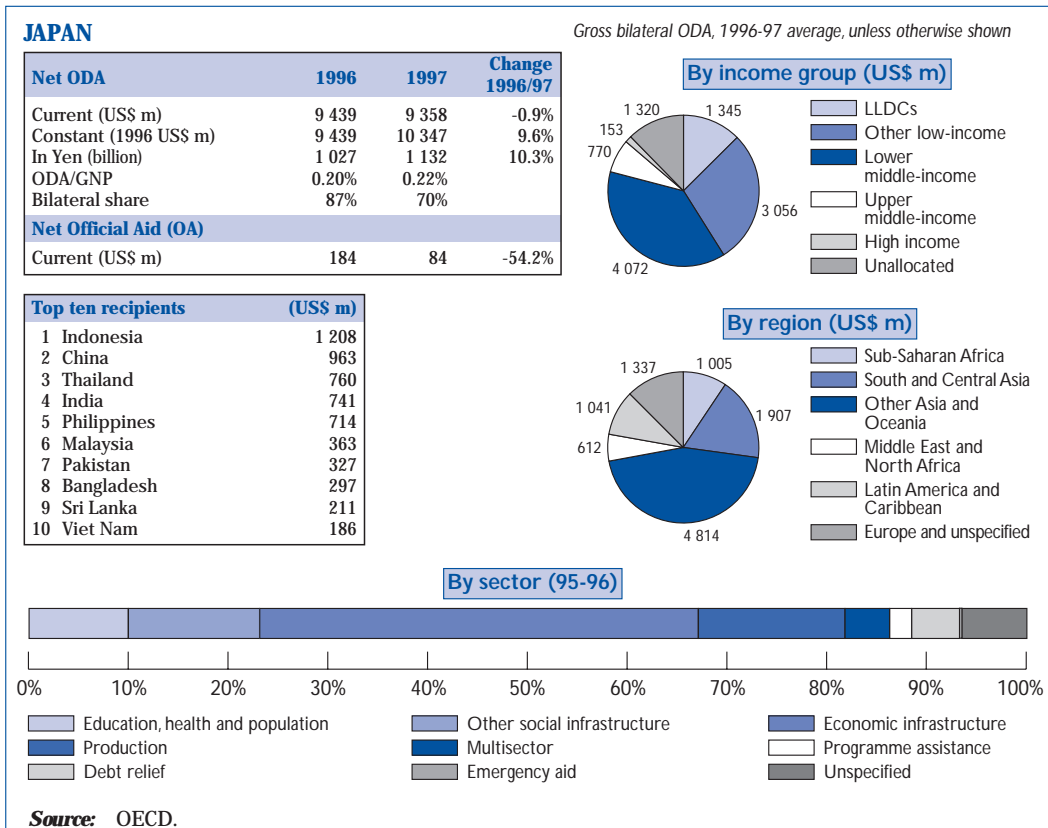 JAPAN
Gross bilateral ODA, 1996-97 average, unless otherwise shown
Net ODA 1996 1997 Change 1996/97
Current (US$ m) 9 439 9 358 -0.9%
Constant (1996 US$ m) 9 439 10 347 9.6%
In Yen (billion) 1 027 1 132 10.3%
ODA/GNP 0.20% 0.22%
Bilateral share 87% 70%
Net Official Aid (OA)
Current (US$ m) 184 84 -54.2%
By income group (US$ m)
1 320
1 345
153
770
3 056
4 072
LLDCs
Other low-income
Lower
middle-income
Upper
middle-income
High income
Unallocated
Top ten recipients (US$ m)
1 Indonesia 1 208
2 China 963
3 Thailand 760
4 India 741
5 Philippines 714
6 Malaysia 363
7 Pakistan 327
8 Bangladesh 297
9 Sri Lanka 211
10 Viet Nam 186
By region (US$ m)
1 337
1 005
1 041
1 907
612
4 814
Sub-Saharan Africa
South and Central Asia
Other Asia and
Oceania
Middle East and
North Africa
Latin America and
Caribbean
Europe and unspecified
By sector (95-96)
0% 10% 20% 30% 40% 50% 60% 70% 80% 90% 100%
Education, health and population Other social infrastructure Economic infrastructure
Production Multisector Programme assistance
Debt relief Emergency aid Unspecified
Source: OECD.